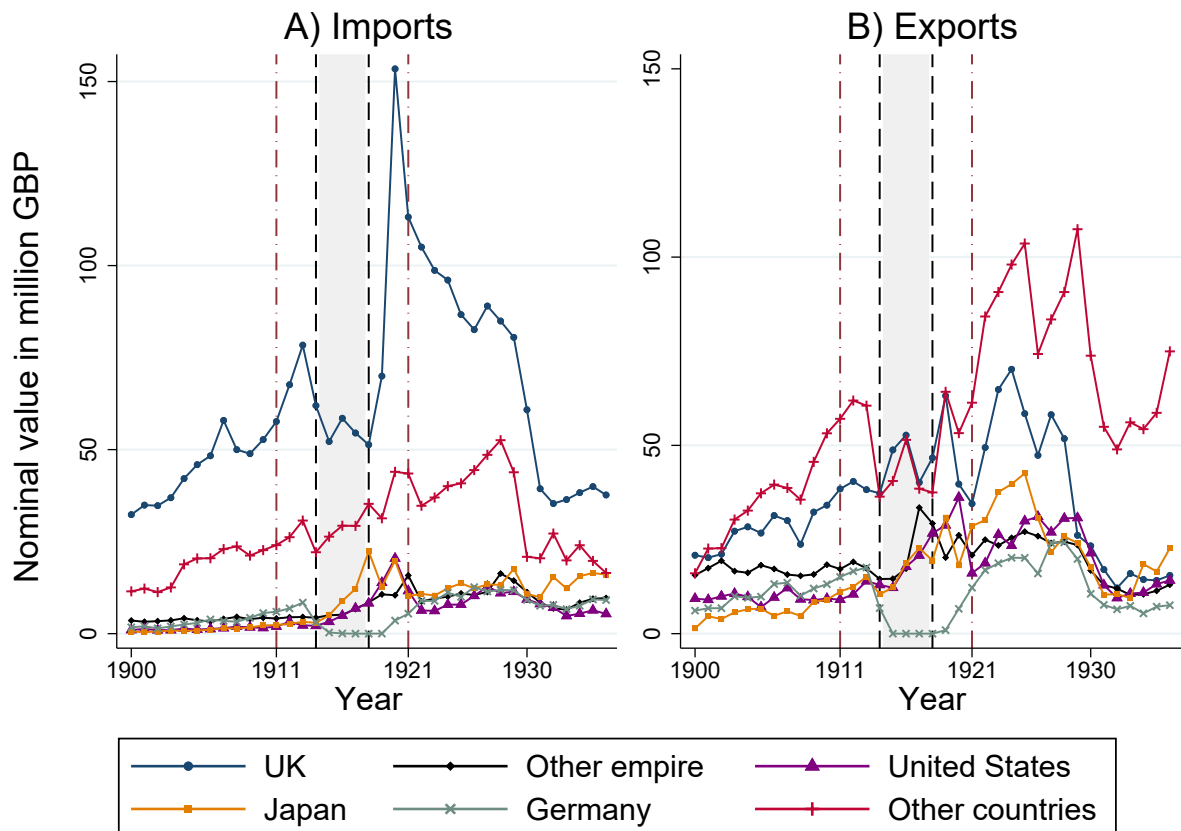 A) Imports
B) Exports
Nominal value in million GBP
150
100
50
0
1900
1911
1921
1930
Year
150
100
50
0
1900
1911
1921
1930
Year
UK
Other empire
United States
Japan
Germany
Other countries